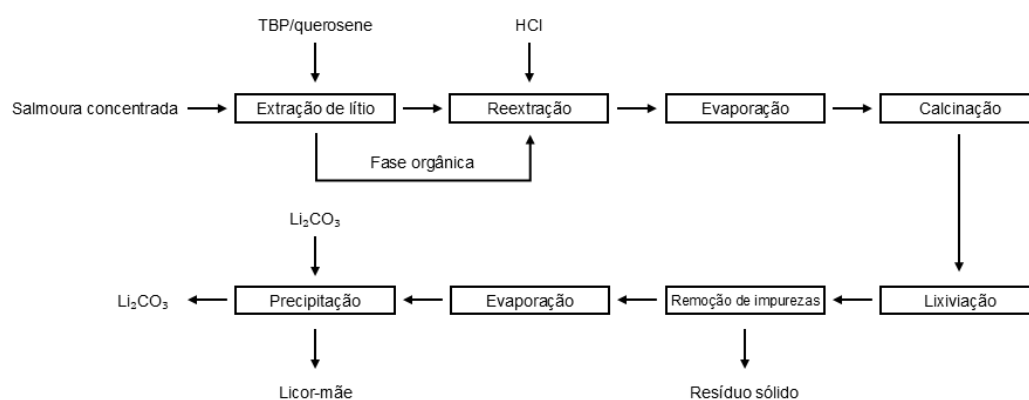 TBP/querosene
HCl
Salmoura concentrada
Extração de lítio
Reextração
Evaporação
Calcinação
Fase orgânica
Li₂CO₃
Li₂CO₃
Precipitação
Evaporação
Remoção de impurezas
Lixiviação
Licor-mãe
Resíduo sólido